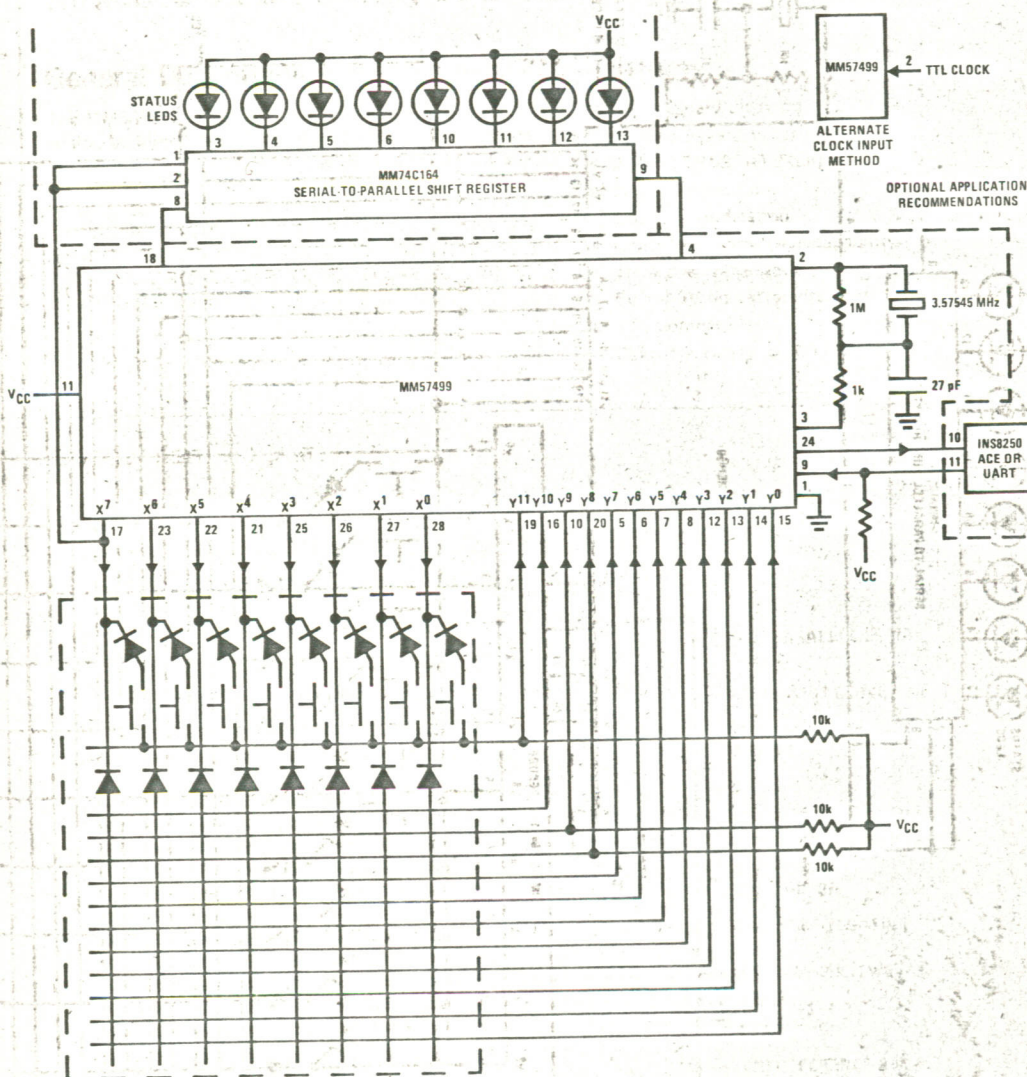 VCC
STATUS
LEDS
3 4 5 6 10 11 12 13
1
2
8
MM74C164
SERIAL-TO-PARALLEL SHIFT REGISTER
9
MM57499
2
TTL CLOCK
ALTERNATE
CLOCK INPUT
METHOD
OPTIONAL APPLICATION
RECOMMENDATIONS
18
4
2
1M
3.57545 MHz
VCC
11
MM57499
1k
27 pF
3
24
10
INS8250
ACE OR
UART
9
11
1
VCC
X7 X6 X5 X4 X3 X2 X1 X0 Y11 Y10 Y9 Y8 Y7 Y6 Y5 Y4 Y3 Y2 Y1 Y0
17 23 22 21 25 26 27 28 19 16 10 20 5 6 7 8 12 13 14 15
10k
10k
VCC
10k